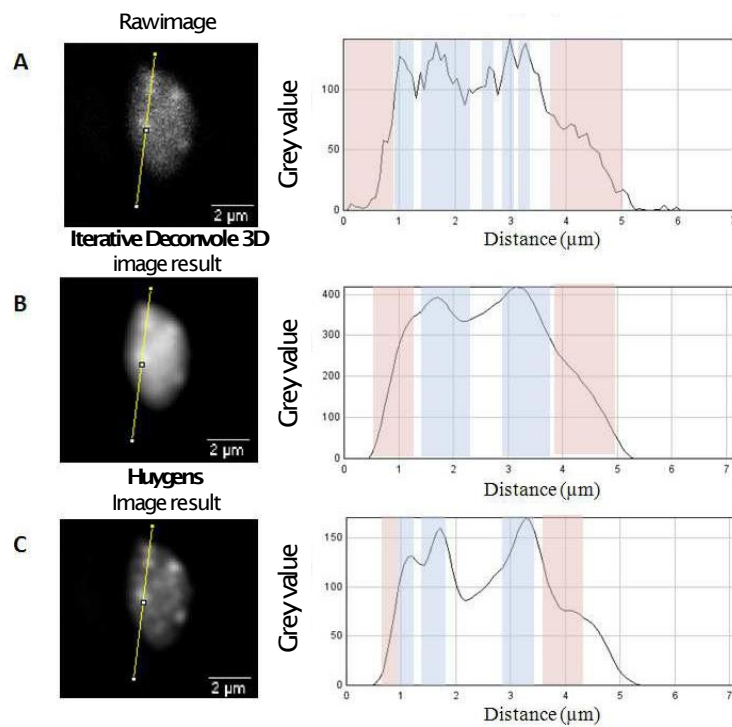 Rawimage
A
2 µm
Grey value
100
50
0
0 1 2 3 4 5 6 7
Distance (µm)
Iterative Deconvole 3D
image result
B
2 µm
Grey value
400
300
200
100
0
0 1 2 3 4 5 6 7
Distance (µm)
Huygens
Image result
C
2 µm
Grey value
150
100
50
0
0 1 2 3 4 5 6 7
Distance (µm)